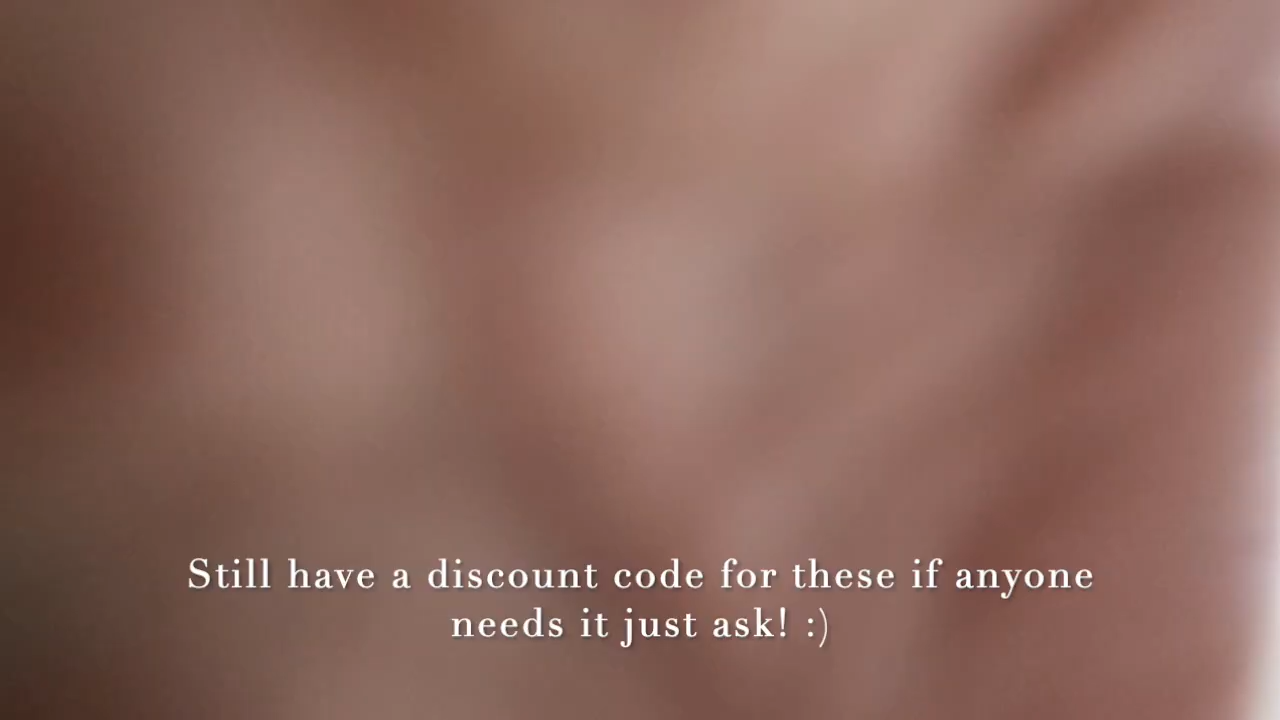 Still have a discount code for these if anyone
needs it just ask! :)